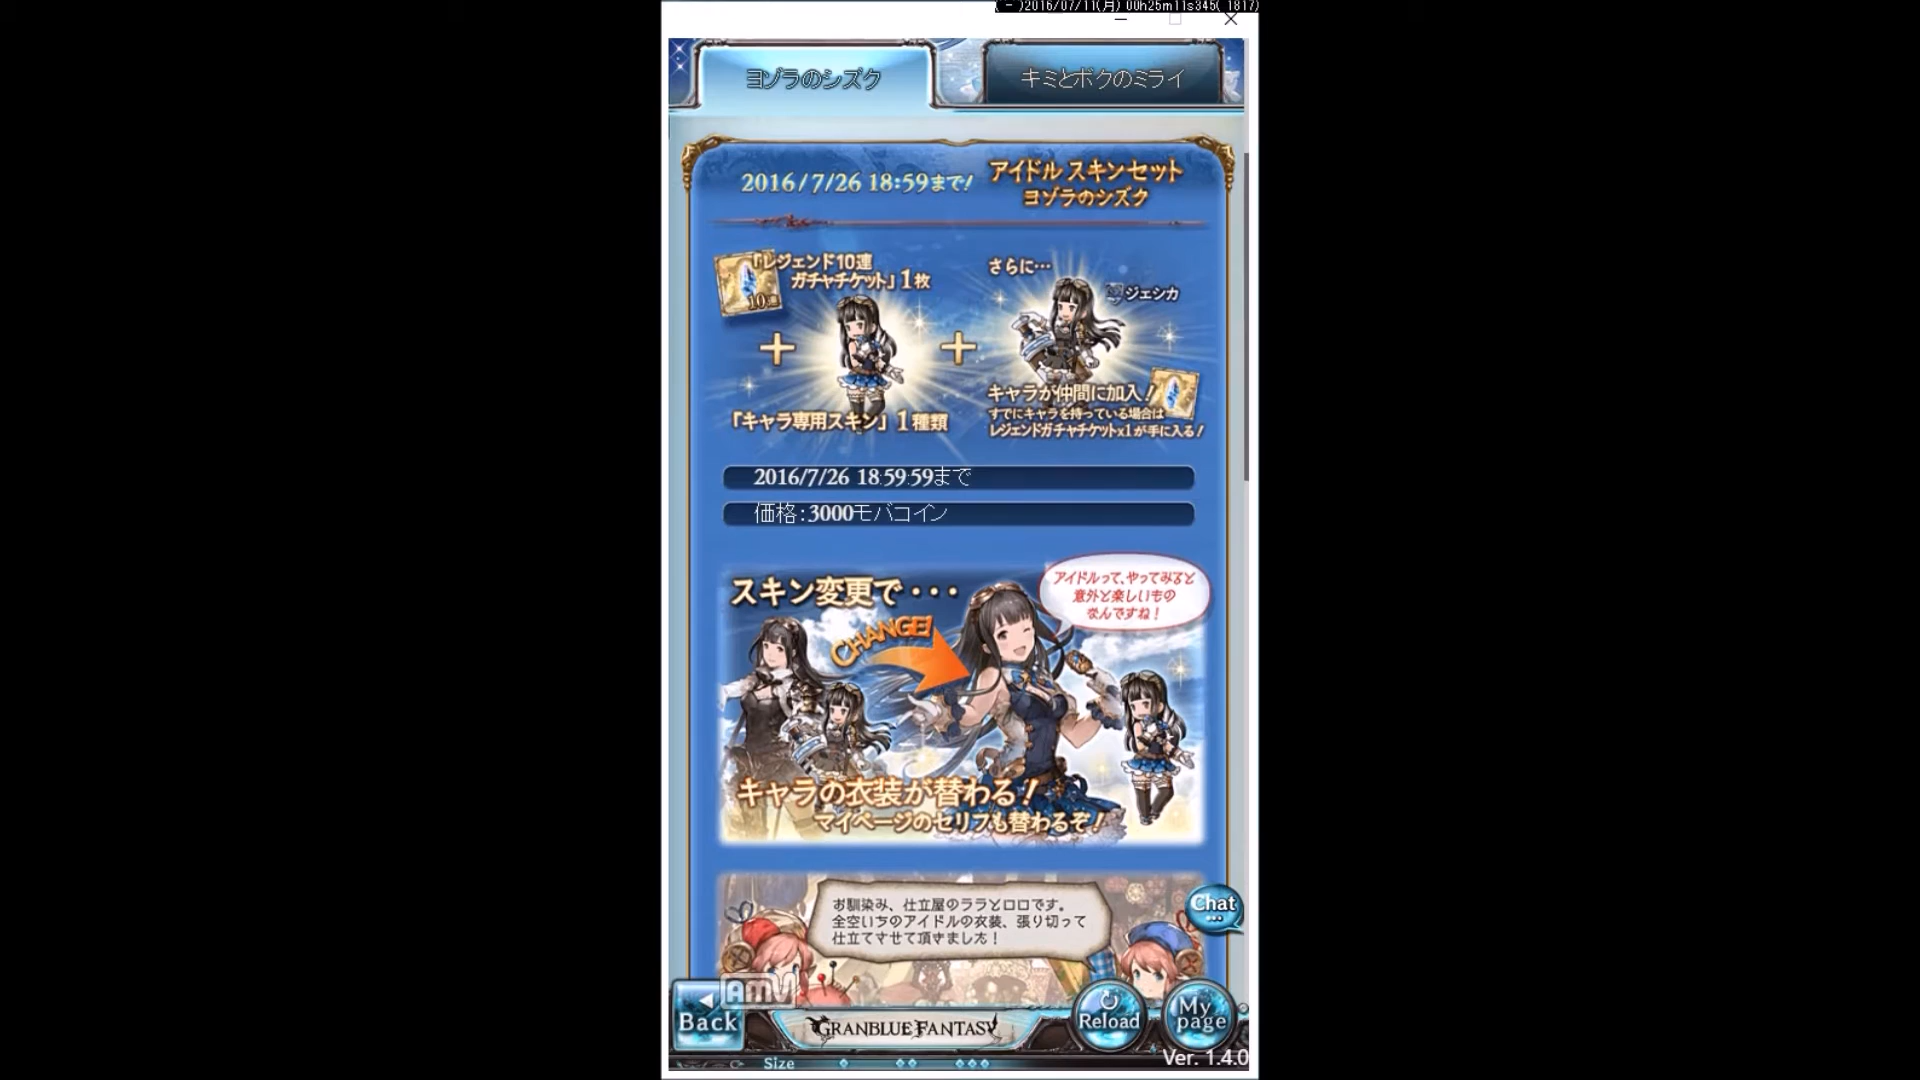 ( - )2016/07/11(月) 00h25m11s345( 1817)
ヨゾラのシズク
キミとボクのミライ
2016/7/26 18:59まで!
アイドル スキンセット
ヨゾラのシズク
「レジェンド10連
ガチャチケット」1枚
10連
さらに…
ジェシカ
+
+
キャラが仲間に加入!
すでにキャラを持っている場合は
レジェンドガチャチケットx1が手に入る!
「キャラ専用スキン」1種類
2016/7/26 18:59:59まで
価格:3000モバコイン
スキン変更で・・・
アイドルって、やってみると
意外と楽しいもの
なんですね!
CHANGE!
キャラの衣装が替わる!
マイページのセリフも替わるぞ!
お馴染み、仕立屋のララとロロです。
全空いちのアイドルの衣装、張り切って
仕立てさせて頂きました!
Chat
AMV
Back
GRANBLUE FANTASY
Reload
My
page
Ver. 1.4.0
Size